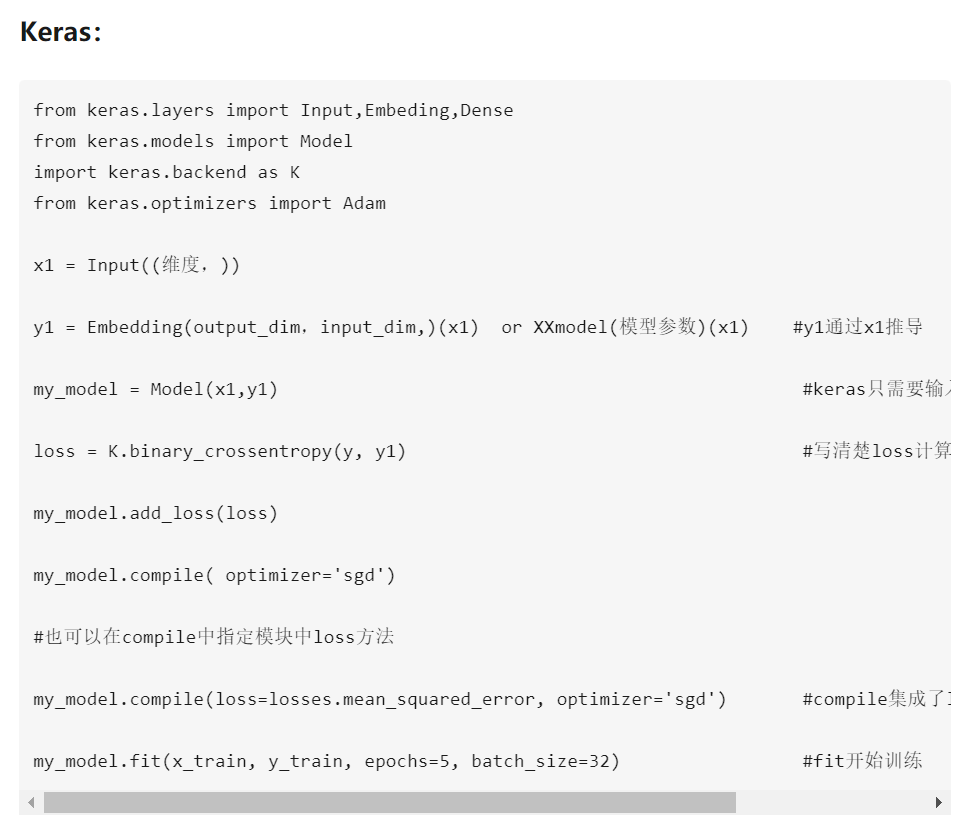 Keras:
from keras.layers import Input,Embeding,Dense
from keras.models import Model
import keras.backend as K
from keras.optimizers import Adam
x1 = Input((维度，))
y1 = Embedding(output_dim，input_dim,)(x1)  or XXmodel(模型参数)(x1)    #y1通过x1推导
my_model = Model(x1,y1)    #keras只需要输
loss = K.binary_crossentropy(y, y1)    #写清楚loss计算
my_model.add_loss(loss)
my_model.compile( optimizer='sgd')
#也可以在compile中指定模块中loss方法
my_model.compile(loss=losses.mean_squared_error, optimizer='sgd')    #compile集成了
my_model.fit(x_train, y_train, epochs=5, batch_size=32)    #fit开始训练